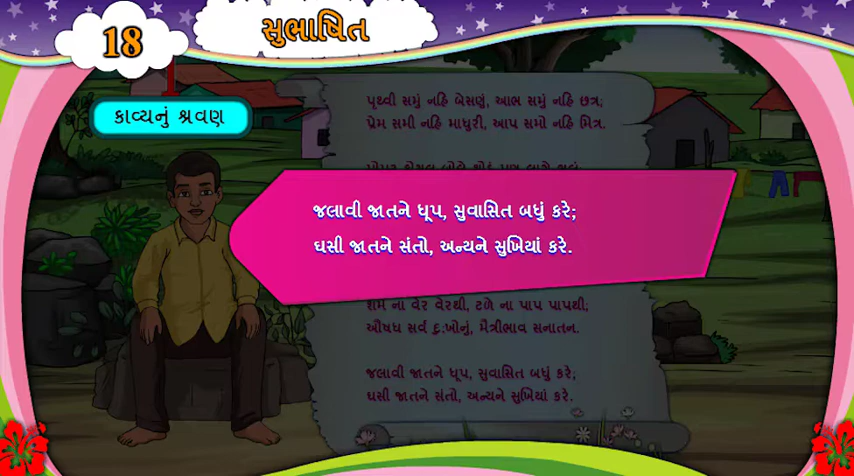 18
સુભાષિત
કાવ્યનું શ્રવણ
પૃથ્વી સમું નહિ બેસણું, આભ સમું નહિ છત્ર;
પ્રેમ સમી નહિ માધુરી, આપ સમો નહિ મિત્ર.
જલાવી જાતને ધૂપ, સુવાસિત બધું કરે;
ઘસી જાતને સંતો, અન્યને સુખિયાં કરે.
શમે ના વેર વેરથી, ટળે ના પાપ પાપથી;
ઔષધ સર્વ દુઃખોનું, મૈત્રીભાવ સનાતન.
જલાવી જાતને ધૂપ, સુવાસિત બધું કરે;
ઘસી જાતને સંતો, અન્યને સુખિયાં કરે.